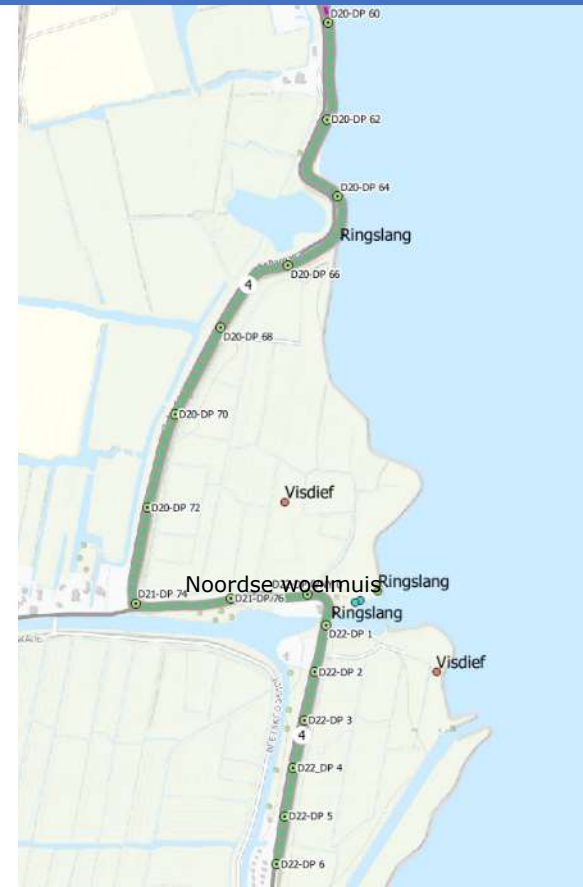 D20-DP 60
D20-DP 62
D20-DP 64
Ringslang
D20-DP 66
4
D20-DP 68
D20-DP 70
Visdief
D20-DP 72
Noordse woelmuis
Ringslang
D21-DP 74
D21-DP 76
Ringslang
D22-DP 1
Visdief
D22-DP 2
D22-DP 3
4
D22_DP 4
D22-DP 5
D22-DP 6